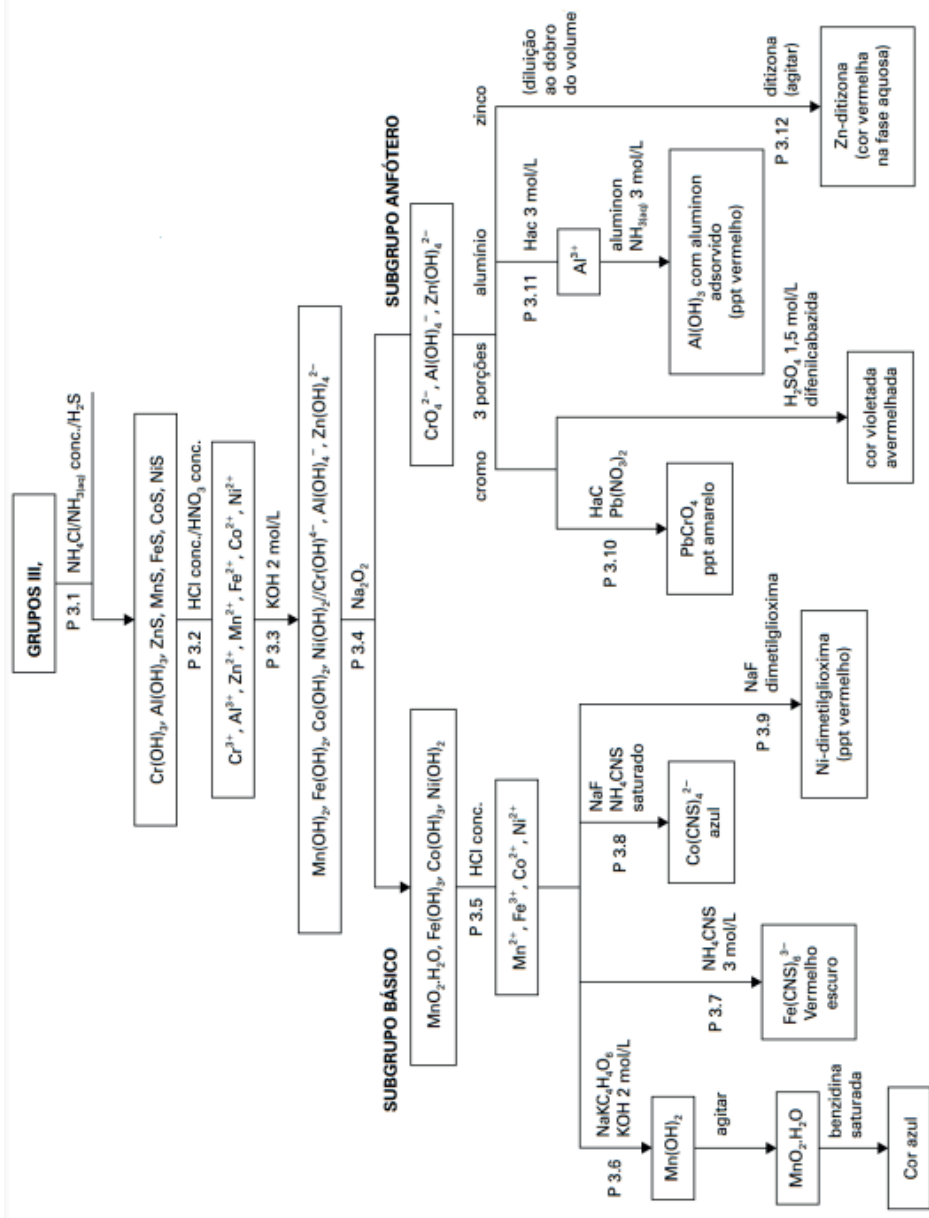 GRUPOS III,
P 3.1 NH₄Cl/NH₃₍aq₎ conc./H₂S
Cr(OH)₃, Al(OH)₃, ZnS, MnS, FeS, CoS, NiS
P 3.2 HCl conc./HNO₃ conc.
Cr³⁺, Al³⁺, Zn²⁺, Mn²⁺, Fe²⁺, Co²⁺, Ni²⁺
P 3.3 KOH 2 mol/L
Mn(OH)₂, Fe(OH)₂, Co(OH)₂, Ni(OH)₂//Cr(OH)⁴⁻, Al(OH)₄⁻, Zn(OH)₄²⁻
P 3.4 Na₂O₂
SUBGRUPO BÁSICO
MnO₂.H₂O, Fe(OH)₃, Co(OH)₃, Ni(OH)₂
P 3.5 HCl conc.
Mn²⁺, Fe³⁺, Co²⁺, Ni²⁺
P 3.6
NaKC₄H₄O₆
KOH 2 mol/L
Mn(OH)₂
agitar
MnO₂.H₂O
benzidina
saturada
Cor azul
P 3.7
NH₄CNS
3 mol/L
Fe(CNS)₆³⁻
Vermelho
escuro
P 3.8
NaF
NH₄CNS
saturado
Co(CNS)₄²⁻
azul
P 3.9
NaF
dimetilglioxima
Ni-dimetilglioxima
(ppt vermelho)
SUBGRUPO ANFÓTERO
CrO₄²⁻, Al(OH)₄⁻, Zn(OH)₄²⁻
3 porções
cromo
P 3.10
HaC
Pb(NO₃)₂
PbCrO₄
ppt amarelo
H₂SO₄ 1,5 mol/L
difenilcabazida
cor violetada
avermelhada
alumínio
P 3.11 Hac 3 mol/L
Al³⁺
aluminon
NH₃₍aq₎ 3 mol/L
Al(OH)₃ com aluminon
adsorvido
(ppt vermelho)
zinco
(diluição
ao dobro
do volume
P 3.12
ditizona
(agitar)
Zn-ditizona
(cor vermelha
na fase aquosa)